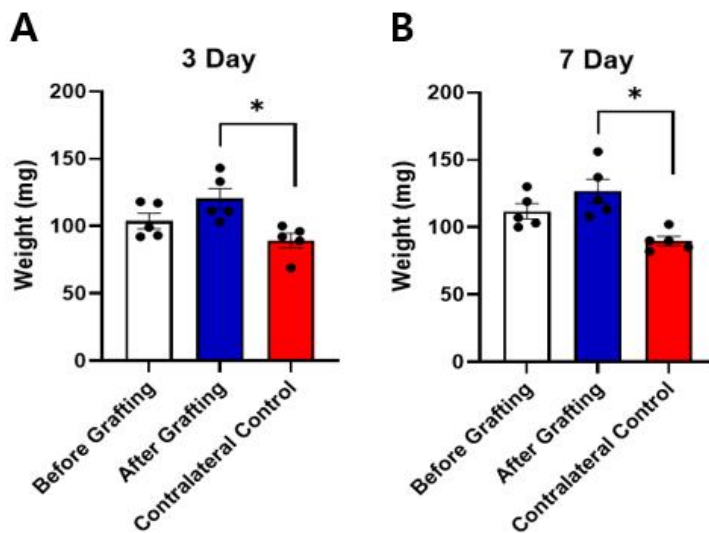 A
3 Day
Weight (mg)
200
150
100
50
0
*
Before Grafting
After Grafting
Contralateral Control
B
7 Day
Weight (mg)
200
150
100
50
0
*
Before Grafting
After Grafting
Contralateral Control